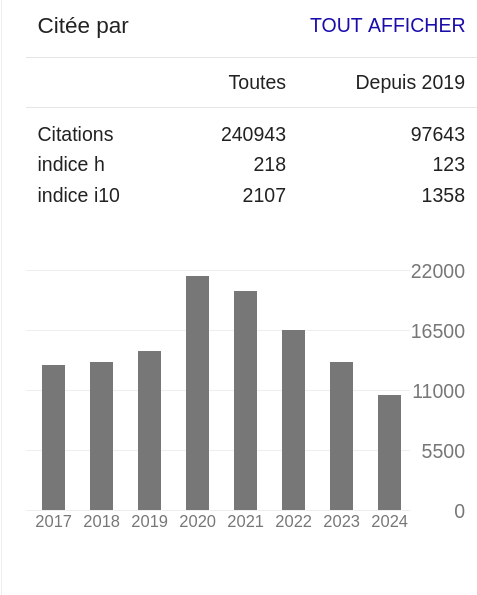 Citée par TOUT AFFICHER
Toutes Depuis 2019
Citations 240943 97643
indice h 218 123
indice i10 2107 1358
22000
16500
11000
5500
0
2017 2018 2019 2020 2021 2022 2023 2024